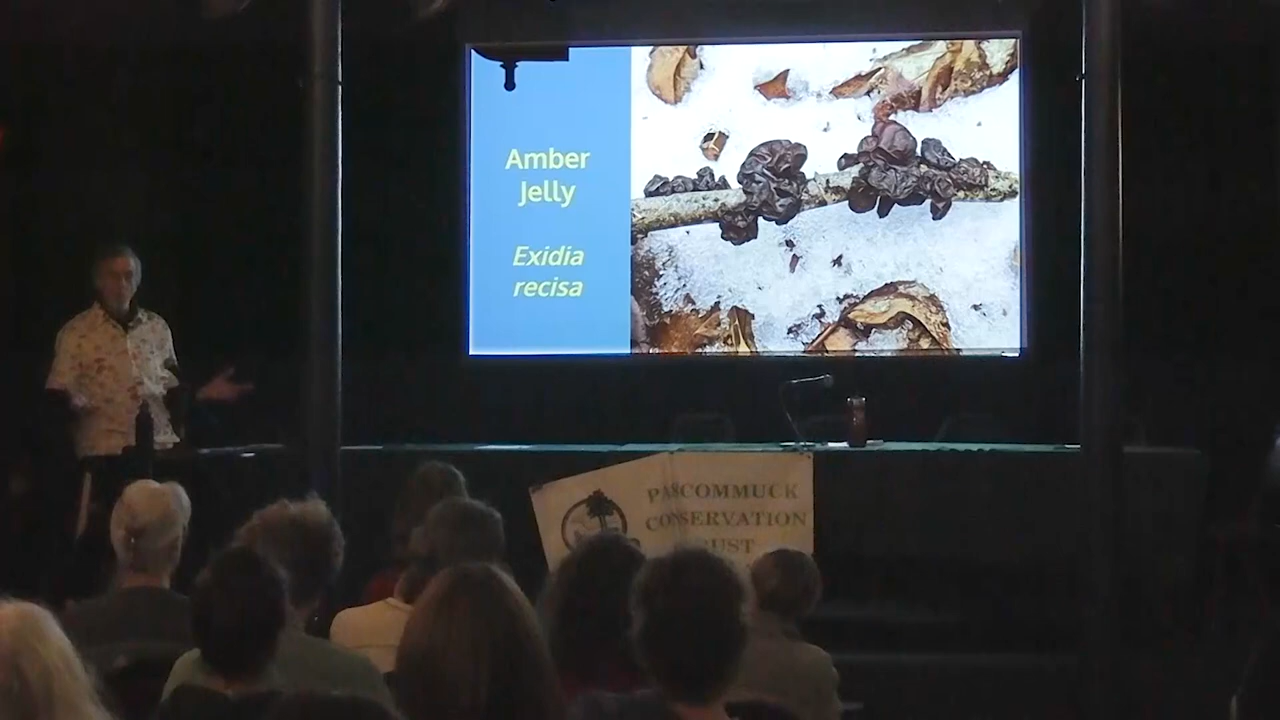 Amber
Jelly
Exidia
recisa
PASCOMMUCK
CONSERVATION
TRUST